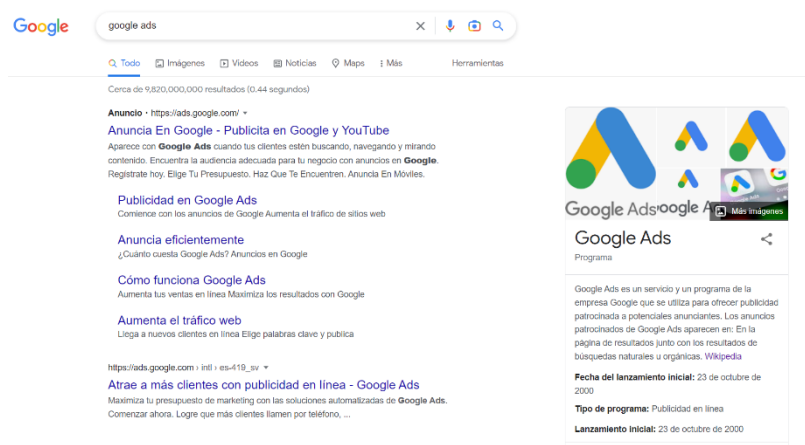 Google
google ads
Todo Imágenes Vídeos Noticias Maps Más Herramientas
Cerca de 9,820,000,000 resultados (0.44 segundos)
Anuncio · https://ads.google.com/
Anuncia En Google - Publicita en Google y YouTube
Aparece con Google Ads cuando tus clientes estén buscando, navegando y mirando
contenido. Encuentra la audiencia adecuada para tu negocio con anuncios en Google.
Regístrate hoy. Elige Tu Presupuesto. Haz Que Te Encuentren. Anuncia En Móviles.
Publicidad en Google Ads
Comience con los anuncios de Google Aumenta el tráfico de sitios web
Anuncia eficientemente
¿Cuánto cuesta Google Ads? Anuncios en Google
Cómo funciona Google Ads
Aumenta tus ventas en línea Maximiza los resultados con Google
Aumenta el tráfico web
Llega a nuevos clientes en línea Elige palabras clave y publica
https://ads.google.com › intl › es-419_sv
Atrae a más clientes con publicidad en línea - Google Ads
Maximiza tu presupuesto de marketing con las soluciones automatizadas de Google Ads.
Comenzar ahora. Logre que más clientes llamen por teléfono, ...
Google Ads
Más imágenes
Google Ads
Programa
Google Ads es un servicio y un programa de la
empresa Google que se utiliza para ofrecer publicidad
patrocinada a potenciales anunciantes. Los anuncios
patrocinados de Google Ads aparecen en: En la
página de resultados junto con los resultados de
búsquedas naturales u orgánicas. Wikipedia
Fecha del lanzamiento inicial: 23 de octubre de
2000
Tipo de programa: Publicidad en línea
Lanzamiento inicial: 23 de octubre de 2000